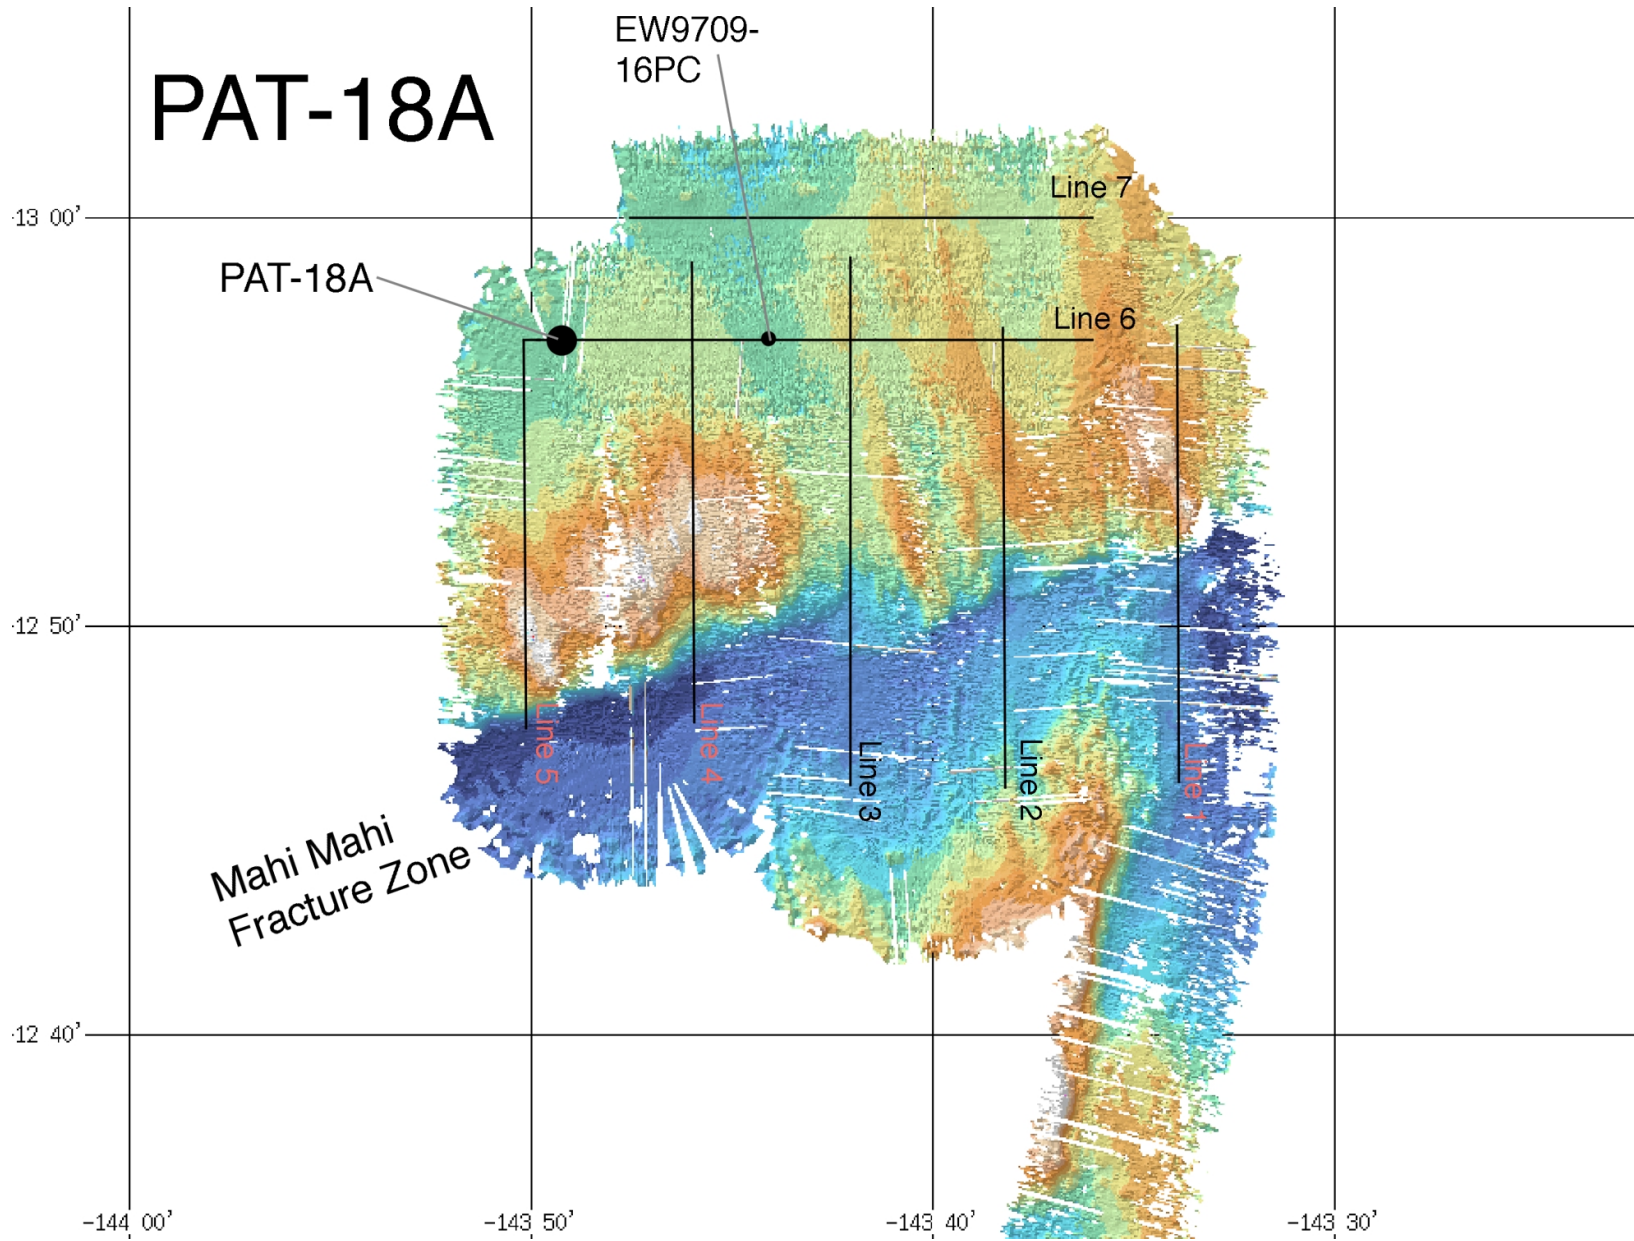 EW9709-
16PC
PAT-18A
Line 7
-13 00'
PAT-18A
Line 6
-12 50'
Line 5
Line 4
Line 3
Line 2
Line 1
Mahi Mahi
Fracture Zone
-12 40'
-144 00'
-143 50'
-143 40'
-143 30'